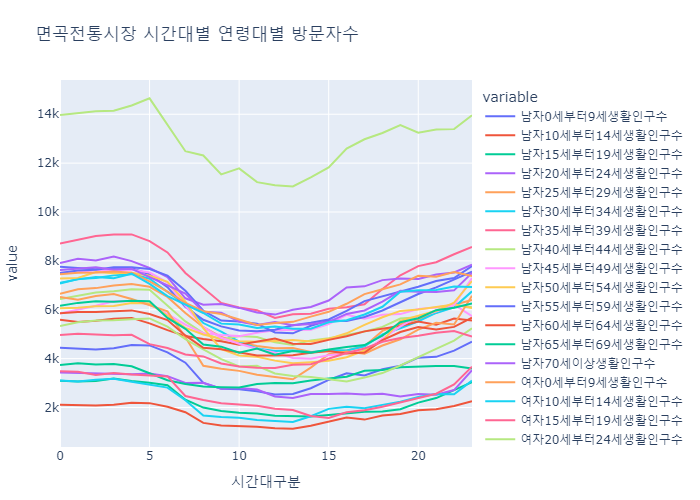 면곡전통시장 시간대별 연령대별 방문자수
variable
남자0세부터9세생활인구수
남자10세부터14세생활인구수
남자15세부터19세생활인구수
남자20세부터24세생활인구수
남자25세부터29세생활인구수
남자30세부터34세생활인구수
남자35세부터39세생활인구수
남자40세부터44세생활인구수
남자45세부터49세생활인구수
남자50세부터54세생활인구수
남자55세부터59세생활인구수
남자60세부터64세생활인구수
남자65세부터69세생활인구수
남자70세이상생활인구수
여자0세부터9세생활인구수
여자10세부터14세생활인구수
여자15세부터19세생활인구수
여자20세부터24세생활인구수
value
14k
12k
10k
8k
6k
4k
2k
0 5 10 15 20
시간대구분